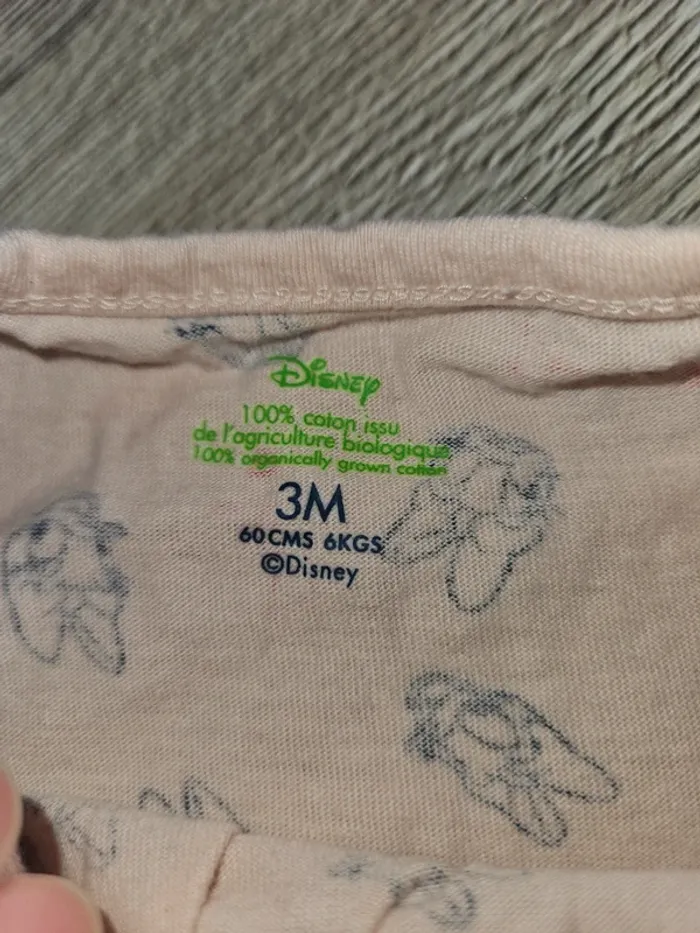 Disney
100% coton issu
de l'agriculture biologique
100% organically grown cotton
3M
60CMS 6KGS
©Disney